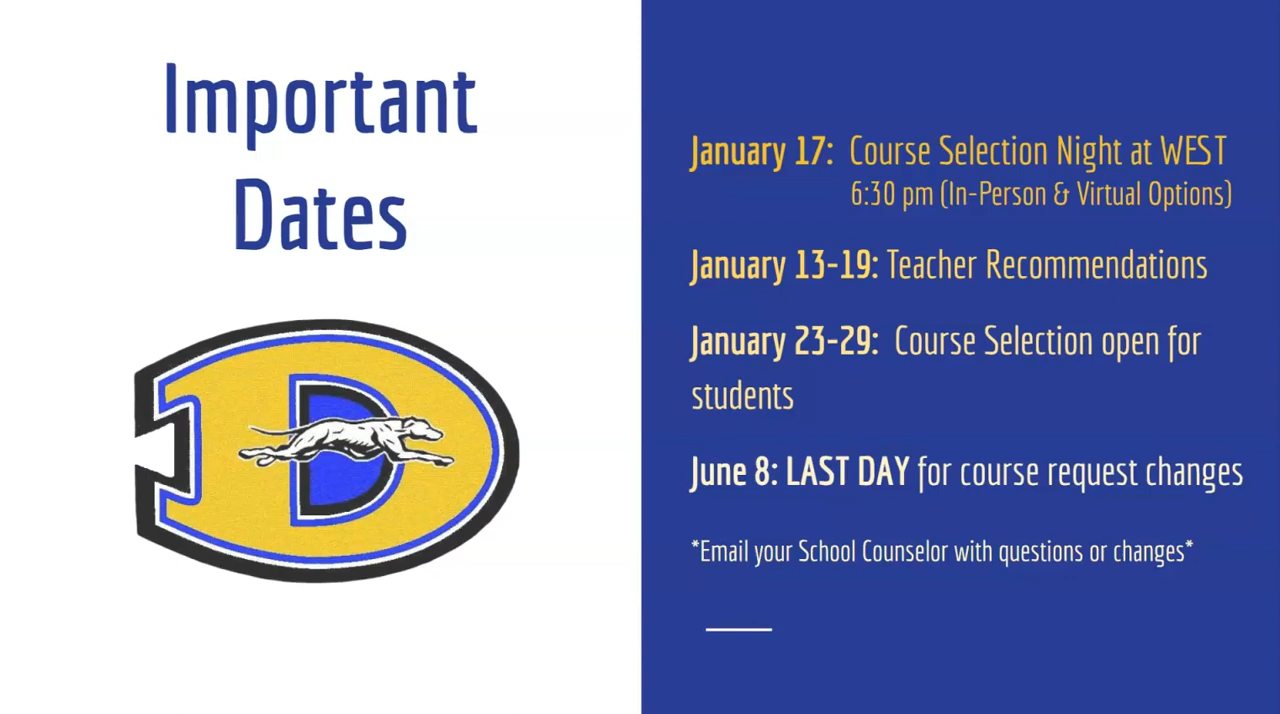 Important
Dates
January 17: Course Selection Night at WEST
6:30 pm (In-Person & Virtual Options)
January 13-19: Teacher Recommendations
January 23-29: Course Selection open for
students
June 8: LAST DAY for course request changes
*Email your School Counselor with questions or changes*
D